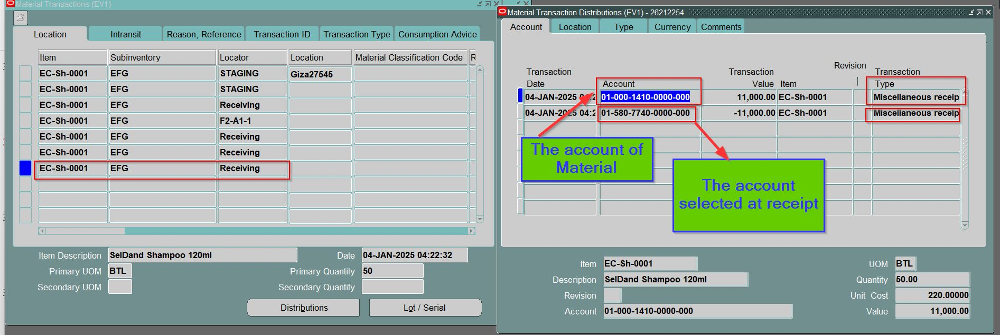 Material Transactions (EV1)
Location Intransit Reason, Reference Transaction ID Transaction Type Consumption Advice
Item Subinventory Locator Location Material Classification Code R
EC-Sh-0001 EFG STAGING Giza27545
EC-Sh-0001 EFG STAGING
EC-Sh-0001 EFG Receiving
EC-Sh-0001 EFG F2-A1-1
EC-Sh-0001 EFG Receiving
EC-Sh-0001 EFG Receiving
EC-Sh-0001 EFG Receiving
Item Description SelDand Shampoo 120ml Date 04-JAN-2025 04:22:32
Primary UOM BTL Primary Quantity 50
Secondary UOM Secondary Quantity
Distributions Lot / Serial
Material Transaction Distributions (EV1) - 26212254
Account Location Type Currency Comments
Transaction Transaction Revision Transaction
Date Account Value Item Type
04-JAN-2025 04:2 01-000-1410-0000-000 11,000.00 EC-Sh-0001 Miscellaneous receip
04-JAN-2025 04:2 01-580-7740-0000-000 -11,000.00 EC-Sh-0001 Miscellaneous receip
The account of
Material
The account
selected at receipt
Item EC-Sh-0001 UOM BTL
Description SelDand Shampoo 120ml Quantity 50.00
Revision Unit Cost 220.00000
Account 01-000-1410-0000-000 Value 11,000.00